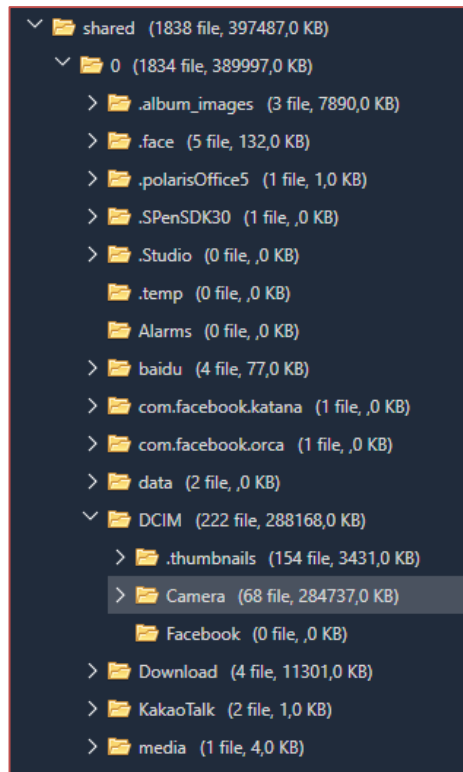 shared (1838 file, 397487,0 KB)
0 (1834 file, 389997,0 KB)
.album_images (3 file, 7890,0 KB)
.face (5 file, 132,0 KB)
.polarisOffice5 (1 file, 1,0 KB)
.SPenSDK30 (1 file, ,0 KB)
.Studio (0 file, ,0 KB)
.temp (0 file, ,0 KB)
Alarms (0 file, ,0 KB)
baidu (4 file, 77,0 KB)
com.facebook.katana (1 file, ,0 KB)
com.facebook.orca (1 file, ,0 KB)
data (2 file, ,0 KB)
DCIM (222 file, 288168,0 KB)
.thumbnails (154 file, 3431,0 KB)
Camera (68 file, 284737,0 KB)
Facebook (0 file, ,0 KB)
Download (4 file, 11301,0 KB)
KakaoTalk (2 file, 1,0 KB)
media (1 file, 4,0 KB)